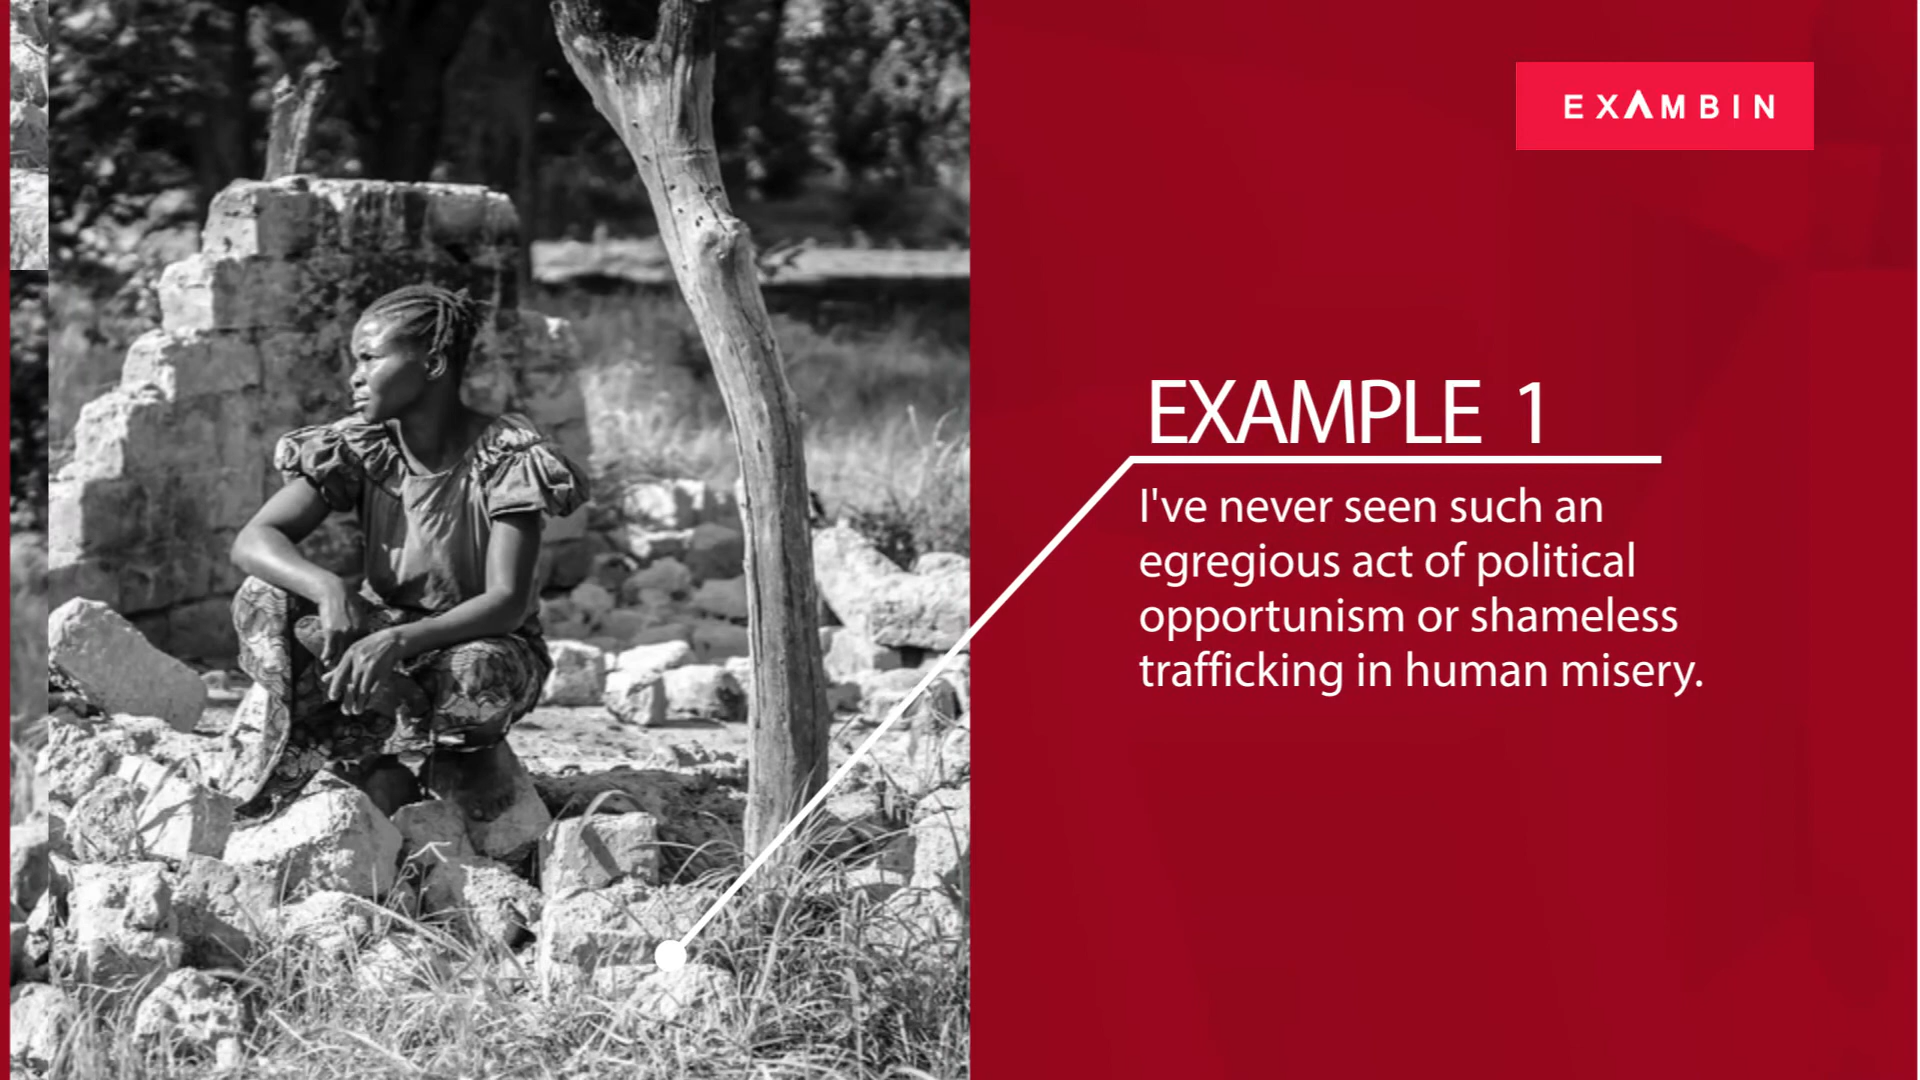 EXAMBIN
EXAMPLE 1
I've never seen such an
egregious act of political
opportunism or shameless
trafficking in human misery.